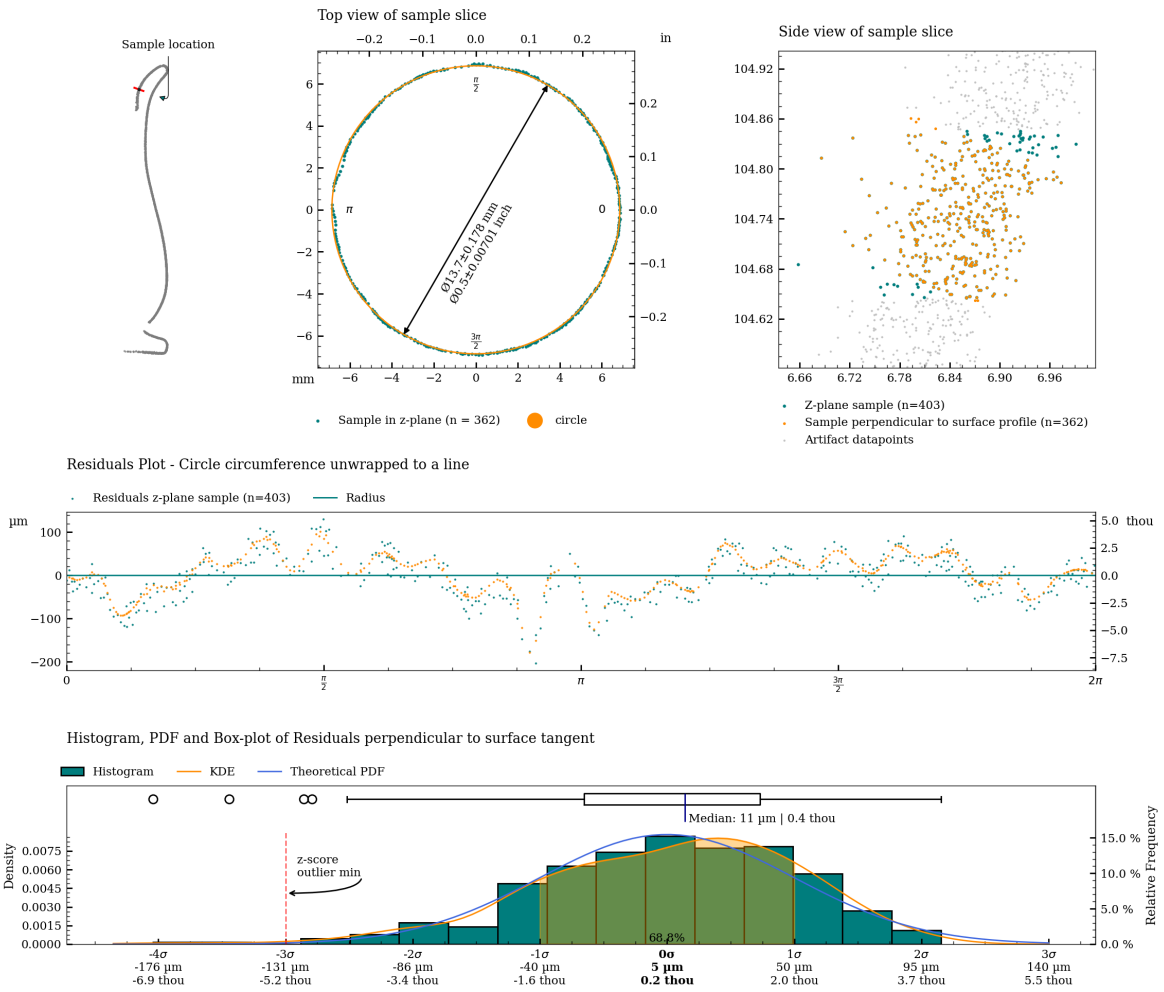 Sample location
Top view of sample slice
−0.2 −0.1 0.0 0.1 0.2 in
6
4
2
0
−2
−4
−6
0.2
0.1
0.0
−0.1
−0.2
π/2
π
0
3π/2
Ø13.7±0.178 mm
Ø0.5±0.00701 inch
mm −6 −4 −2 0 2 4 6
Sample in z-plane (n = 362) circle
Side view of sample slice
104.92
104.86
104.80
104.74
104.68
104.62
6.66 6.72 6.78 6.84 6.90 6.96
Z-plane sample (n=403)
Sample perpendicular to surface profile (n=362)
Artifact datapoints
Residuals Plot - Circle circumference unwrapped to a line
Residuals z-plane sample (n=403) Radius
µm
100
0
−100
−200
5.0 thou
2.5
0.0
−2.5
−5.0
−7.5
0 π/2 π 3π/2 2π
Histogram, PDF and Box-plot of Residuals perpendicular to surface tangent
Histogram KDE Theoretical PDF
Median: 11 µm | 0.4 thou
z-score
outlier min
68.8%
Density
0.0075
0.0060
0.0045
0.0030
0.0015
0.0000
15.0 %
10.0 %
5.0 %
0.0 %
Relative Frequency
-4σ -3σ -2σ -1σ 0σ 1σ 2σ 3σ
-176 µm -131 µm -86 µm -40 µm 5 µm 50 µm 95 µm 140 µm
-6.9 thou -5.2 thou -3.4 thou -1.6 thou 0.2 thou 2.0 thou 3.7 thou 5.5 thou